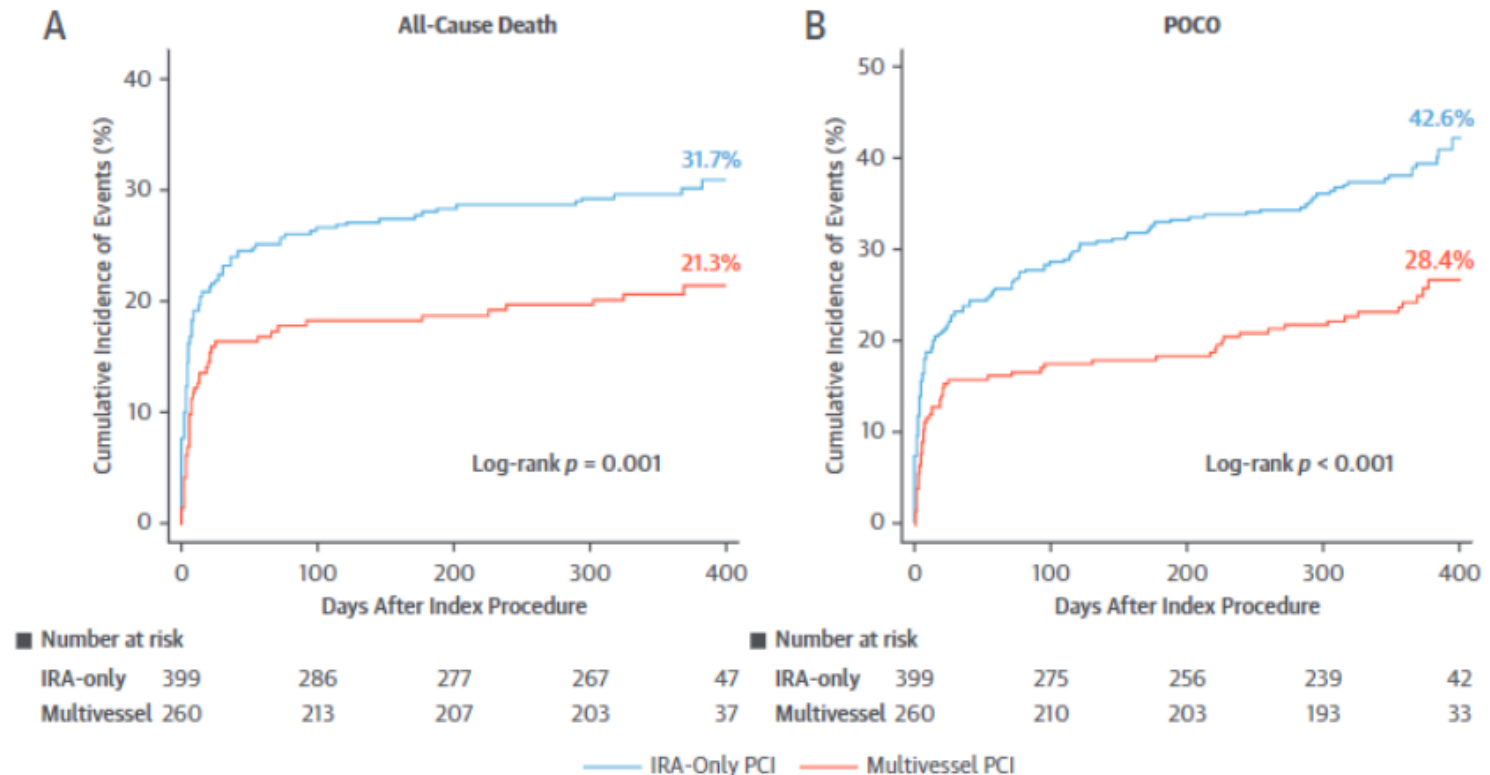 A
All-Cause Death
Cumulative Incidence of Events (%)
40
30
20
10
0
31.7%
21.3%
Log-rank p = 0.001
0 100 200 300 400
Days After Index Procedure
Number at risk
IRA-only 399 286 277 267 47
Multivessel 260 213 207 203 37
B
POCO
Cumulative Incidence of Events (%)
50
40
30
20
10
0
42.6%
28.4%
Log-rank p < 0.001
0 100 200 300 400
Days After Index Procedure
Number at risk
IRA-only 399 275 256 239 42
Multivessel 260 210 203 193 33
IRA-Only PCI Multivessel PCI